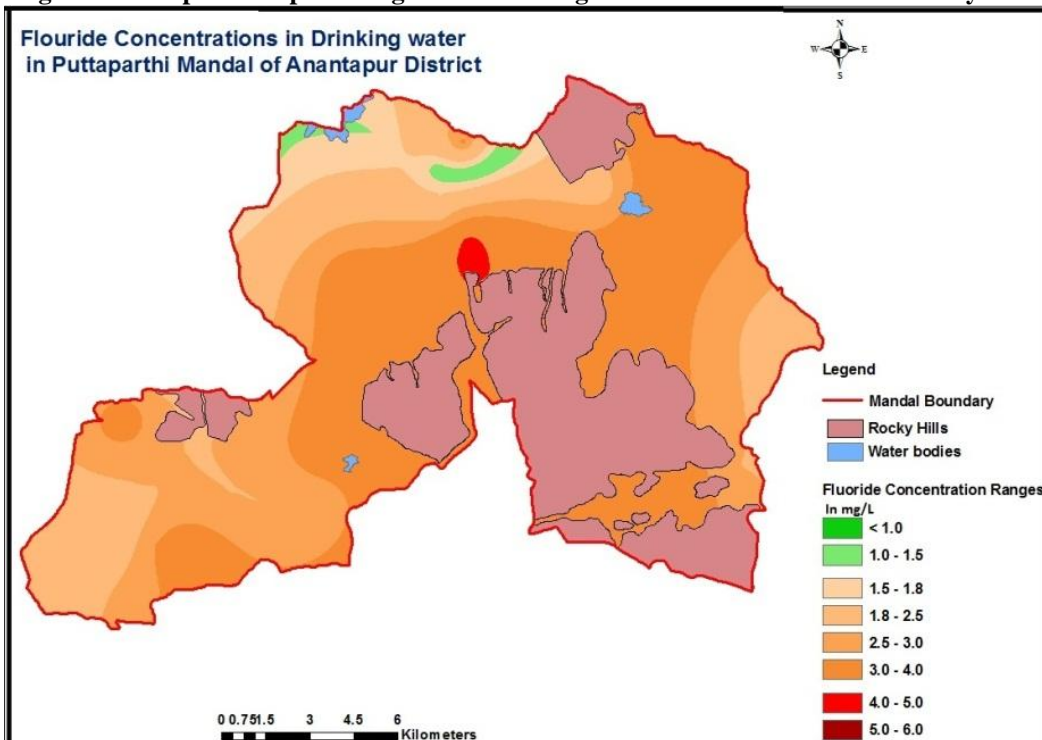 Flouride Concentrations in Drinking water
in Puttaparthi Mandal of Anantapur District
N
W E
S
Legend
Mandal Boundary
Rocky Hills
Water bodies
Fluoride Concentration Ranges
In mg/L
< 1.0
1.0 - 1.5
1.5 - 1.8
1.8 - 2.5
2.5 - 3.0
3.0 - 4.0
4.0 - 5.0
5.0 - 6.0
0 0.751.5 3 4.5 6
Kilometers